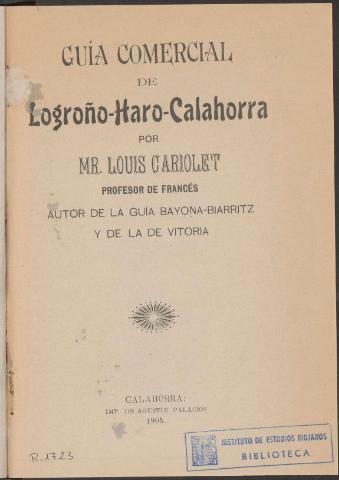 GUÍA COMERCIAL
DE
Logroño-Haro-Calahorra
POR
MR. LOUIS CARIOLET
PROFESOR DE FRANCÉS
AUTOR DE LA GUÍA BAYONA-BIARRITZ
Y DE LA DE VITORIA
CALAHORRA:
IMP. DE AGUSTÍN PALACIOS
1905.
INSTITUTO DE ESTUDIOS RIOJANOS
BIBLIOTECA
R.1723